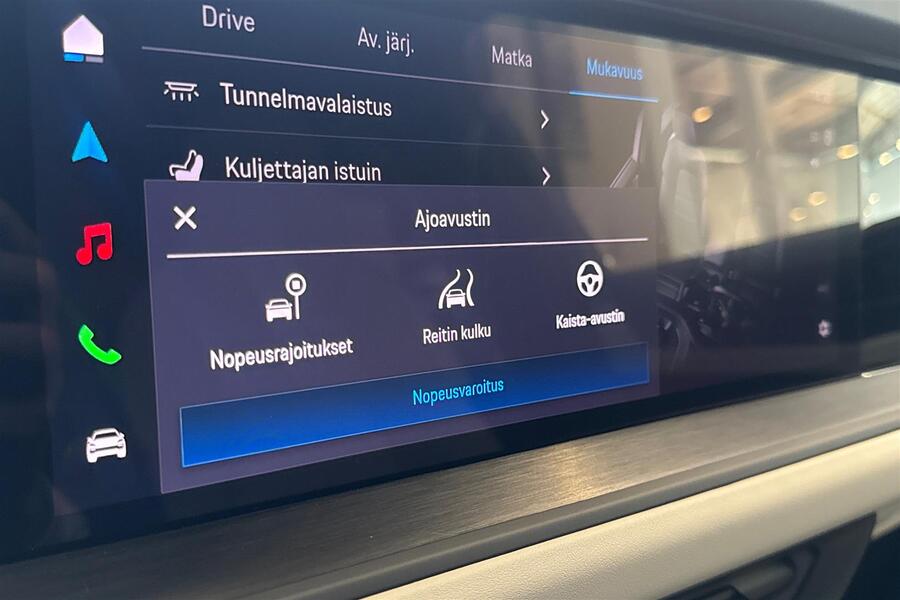 Drive
Av. järj.
Matka
Mukavuus
Tunnelmavalaistus
Kuljettajan istuin
Ajoavustin
Nopeusrajoitukset
Reitin kulku
Kaista-avustin
Nopeusvaroitus